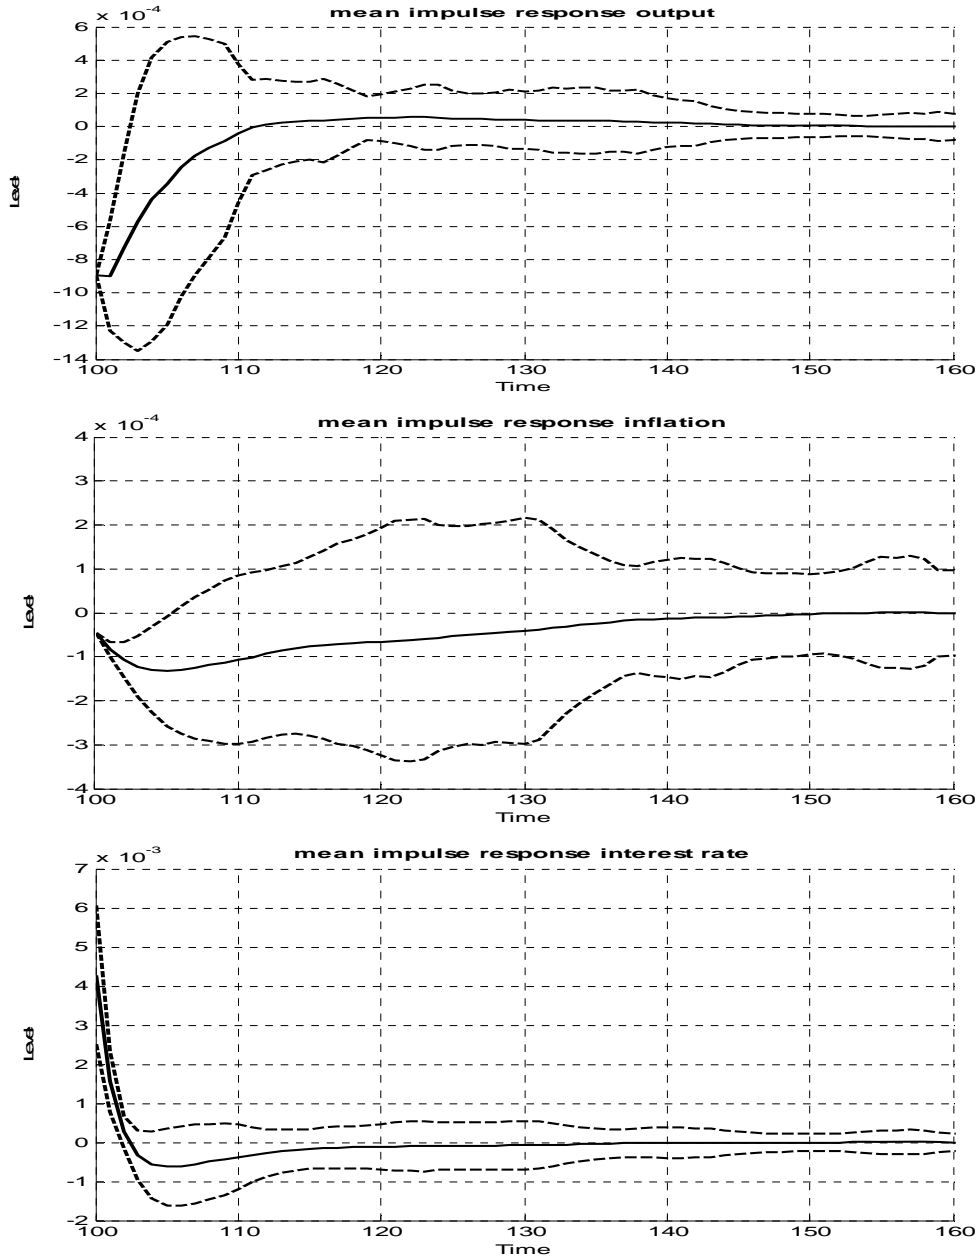 mean impulse response output
x 10-4
6
4
2
0
-2
-4
-6
-8
-10
-12
-14
Level
100 110 120 130 140 150 160
Time
mean impulse response inflation
x 10-4
4
3
2
1
0
-1
-2
-3
-4
Level
100 110 120 130 140 150 160
Time
mean impulse response interest rate
x 10-3
7
6
5
4
3
2
1
0
-1
-2
Level
100 110 120 130 140 150 160
Time